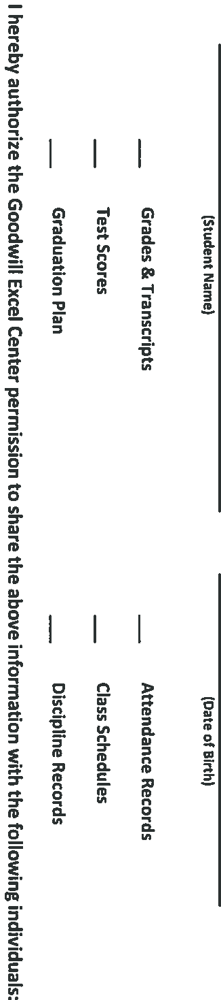 (Student Name) (Date of Birth)
___ Grades & Transcripts ___ Attendance Records
___ Test Scores ___ Class Schedules
___ Graduation Plan ___ Discipline Records
I hereby authorize the Goodwill Excel Center permission to share the above information with the following individuals: